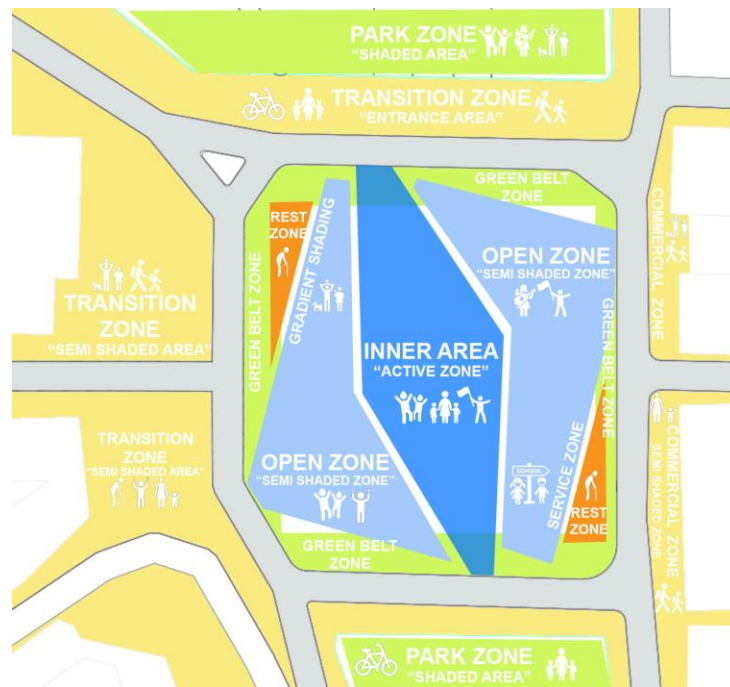 PARK ZONE
“SHADED AREA”
TRANSITION ZONE
“ENTRANCE AREA”
GREEN BELT
ZONE
REST
ZONE
GRADIENT SHADING
GREEN BELT ZONE
OPEN ZONE
“SEMI SHADED ZONE”
COMMERCIAL ZONE
TRANSITION
ZONE
“SEMI SHADED AREA”
INNER AREA
“ACTIVE ZONE”
GREEN BELT ZONE
TRANSITION
ZONE
“SEMI SHADED AREA”
OPEN ZONE
“SEMI SHADED ZONE”
SCHOOL
SERVICE ZONE
REST
ZONE
COMMERCIAL ZONE
SEMI SHADED ZONE
GREEN BELT
ZONE
PARK ZONE
“SHADED AREA”